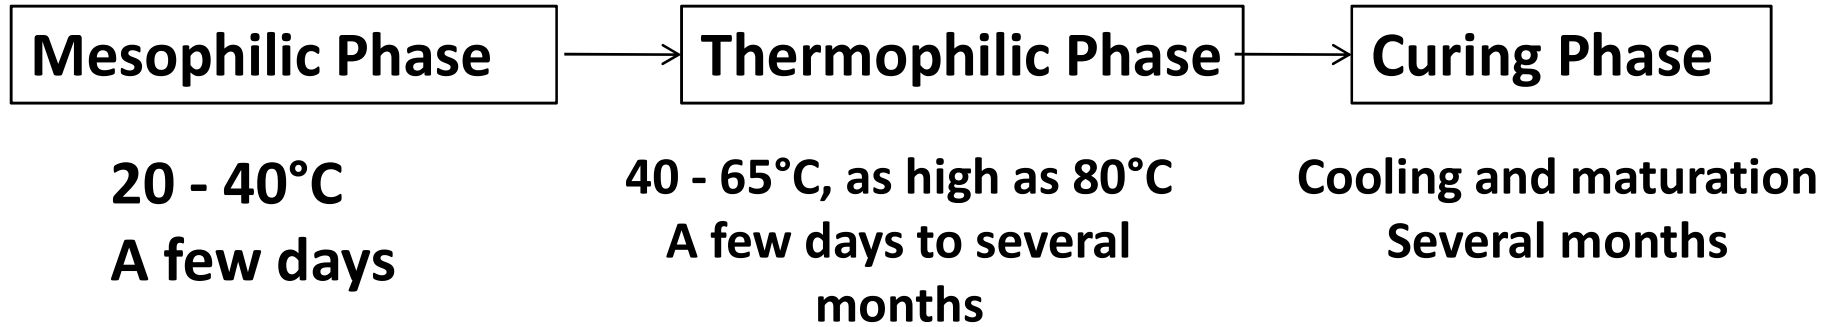 Mesophilic Phase
Thermophilic Phase
Curing Phase
20 - 40°C
A few days
40 - 65°C, as high as 80°C
A few days to several
months
Cooling and maturation
Several months